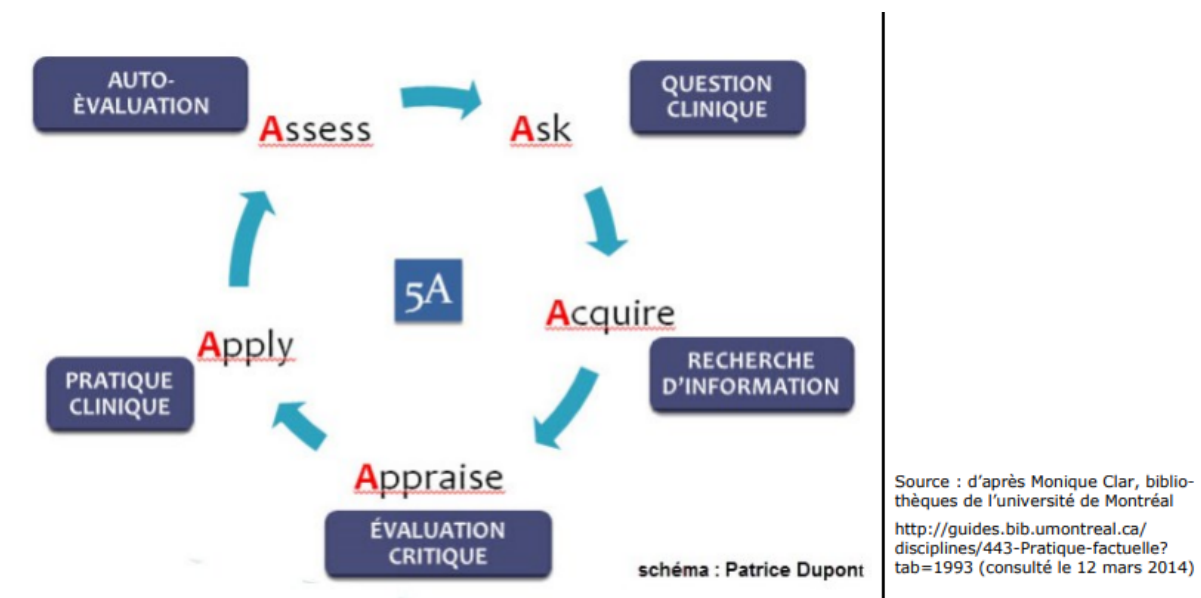 AUTO-
ÈVALUATION
Assess
Ask
QUESTION
CLINIQUE
5A
Acquire
RECHERCHE
D'INFORMATION
Apply
PRATIQUE
CLINIQUE
Appraise
ÉVALUATION
CRITIQUE
schéma : Patrice Dupont
Source : d'après Monique Clar, biblio-
thèques de l'université de Montréal
http://guides.bib.umontreal.ca/
disciplines/443-Pratique-factuelle?
tab=1993 (consulté le 12 mars 2014)